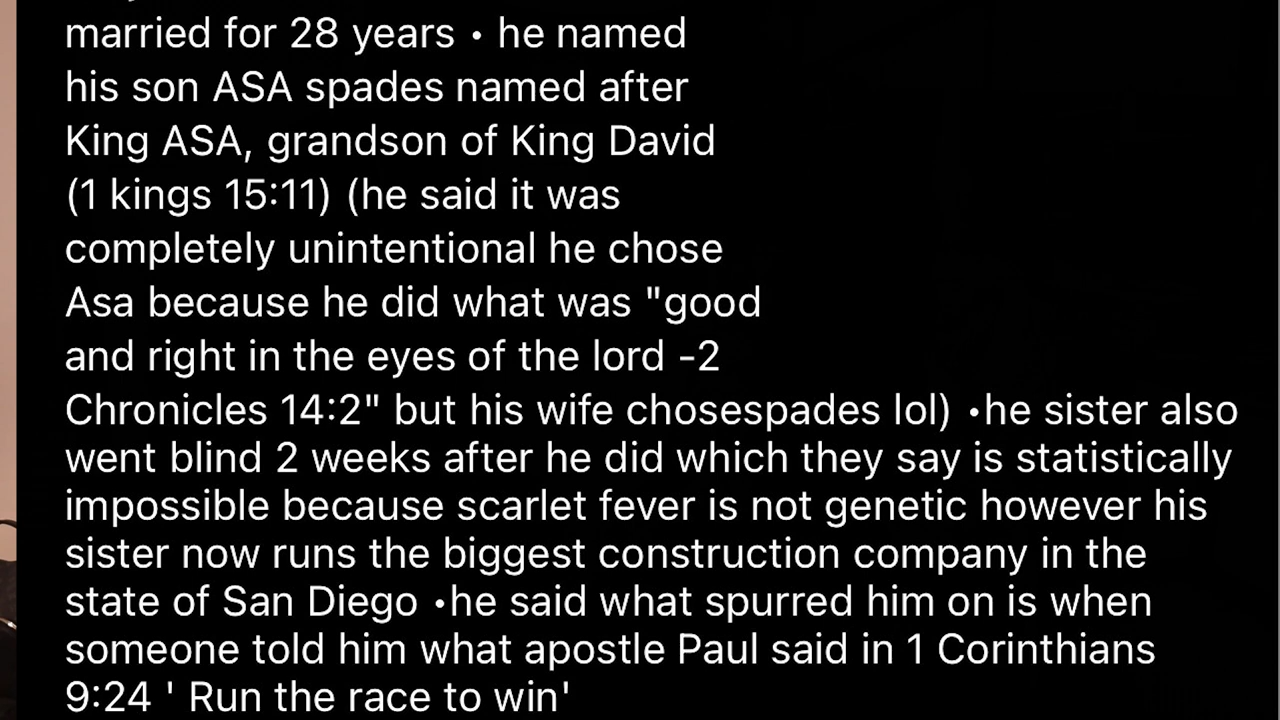 married for 28 years • he named
his son ASA spades named after
King ASA, grandson of King David
(1 kings 15:11) (he said it was
completely unintentional he chose
Asa because he did what was "good
and right in the eyes of the lord -2
Chronicles 14:2" but his wife chosespades lol) •he sister also
went blind 2 weeks after he did which they say is statistically
impossible because scarlet fever is not genetic however his
sister now runs the biggest construction company in the
state of San Diego •he said what spurred him on is when
someone told him what apostle Paul said in 1 Corinthians
9:24 ' Run the race to win'